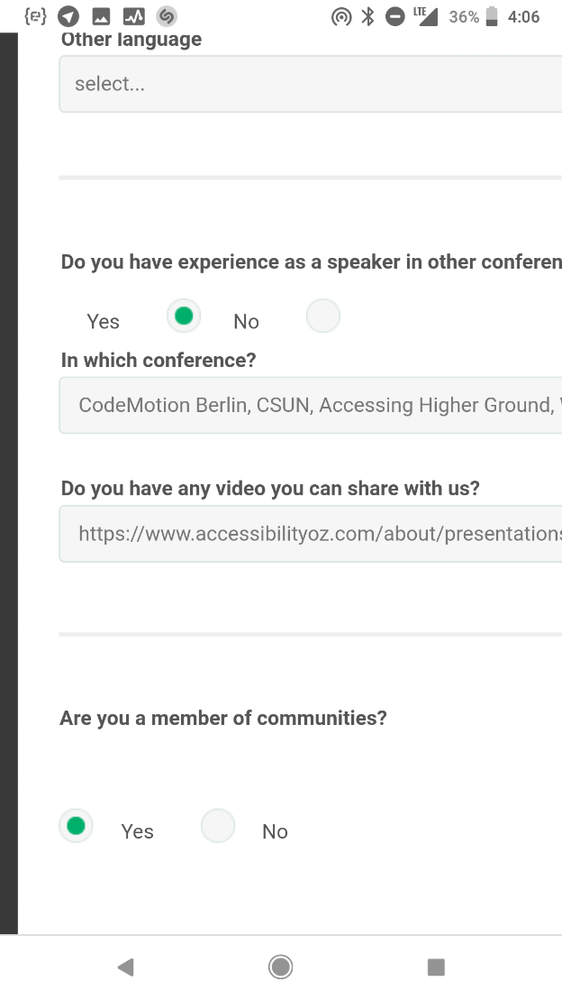 LTE 36% 4:06
Other language
select...
Do you have experience as a speaker in other conferen
Yes No
In which conference?
CodeMotion Berlin, CSUN, Accessing Higher Ground,
Do you have any video you can share with us?
https://www.accessibilityoz.com/about/presentations
Are you a member of communities?
Yes No